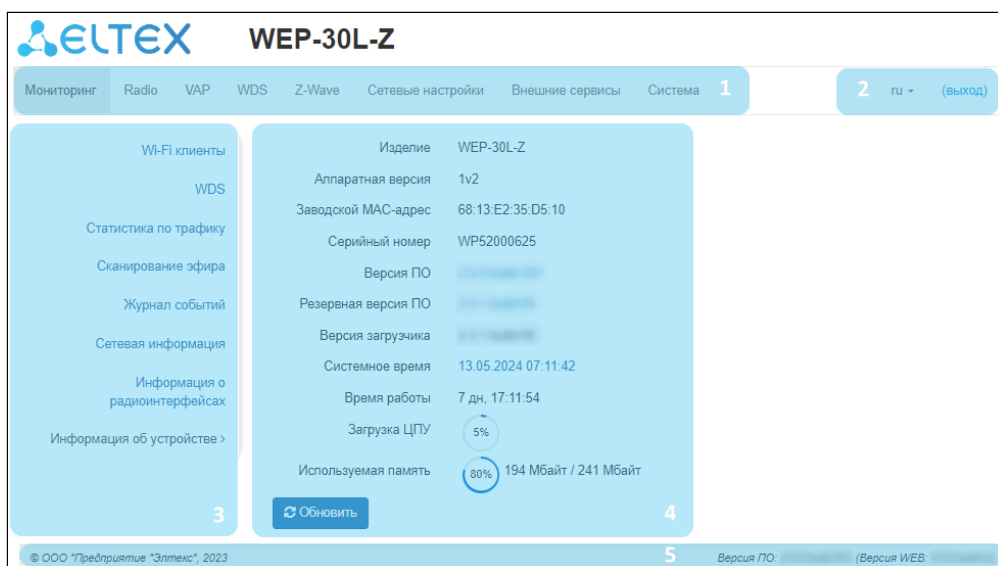 ELTEX WEP-30L-Z
Мониторинг Radio VAP WDS Z-Wave Сетевые настройки Внешние сервисы Система 1 2 ru (выход)
Wi-Fi клиенты
WDS
Статистика по трафику
Сканирование эфира
Журнал событий
Сетевая информация
Информация о
радиоинтерфейсах
Информация об устройстве >
3
Изделие WEP-30L-Z
Аппаратная версия 1v2
Заводской MAC-адрес 68:13:E2:35:D5:10
Серийный номер WP52000625
Версия ПО
Резервная версия ПО
Версия загрузчика
Системное время 13.05.2024 07:11:42
Время работы 7 дн, 17:11:54
Загрузка ЦПУ 5%
Используемая память 80% 194 Мбайт / 241 Мбайт
Обновить 4
© ООО "Предприятие "Элтекс", 2023 5 Версия ПО: (Версия WEB: